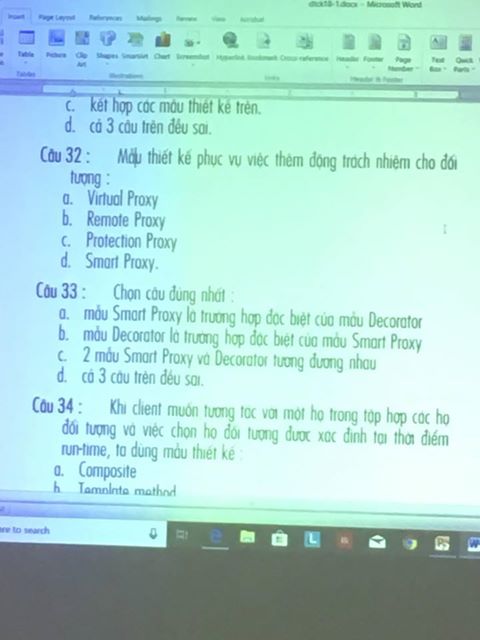 dtck18-1.docx - Microsoft Word
Insert Page Layout References Mailings Review View Acrobat
Table Picture Clip Art Shapes SmartArt Chart Screenshot Hyperlink Bookmark Cross-reference Header Footer Page Number Text Box Quick Parts
Tables Illustrations Links Header & Footer
c. kết hợp các mẫu thiết kế trên.
d. cả 3 câu trên đều sai.
Câu 32 : Mẫu thiết kế phục vụ việc thêm động trách nhiệm cho đối
tượng :
a. Virtual Proxy
b. Remote Proxy
c. Protection Proxy
d. Smart Proxy.
Câu 33 : Chọn câu đúng nhất :
a. mẫu Smart Proxy là trường hợp đặc biệt của mẫu Decorator
b. mẫu Decorator là trường hợp đặc biệt của mẫu Smart Proxy
c. 2 mẫu Smart Proxy và Decorator tương đương nhau
d. cả 3 câu trên đều sai.
Câu 34 : Khi client muốn tương tác với một họ trong tập hợp các họ
đối tượng và việc chọn họ đối tượng được xác định tại thời điểm
run-time, ta dùng mẫu thiết kế :
a. Composite
b. Template method
re to search